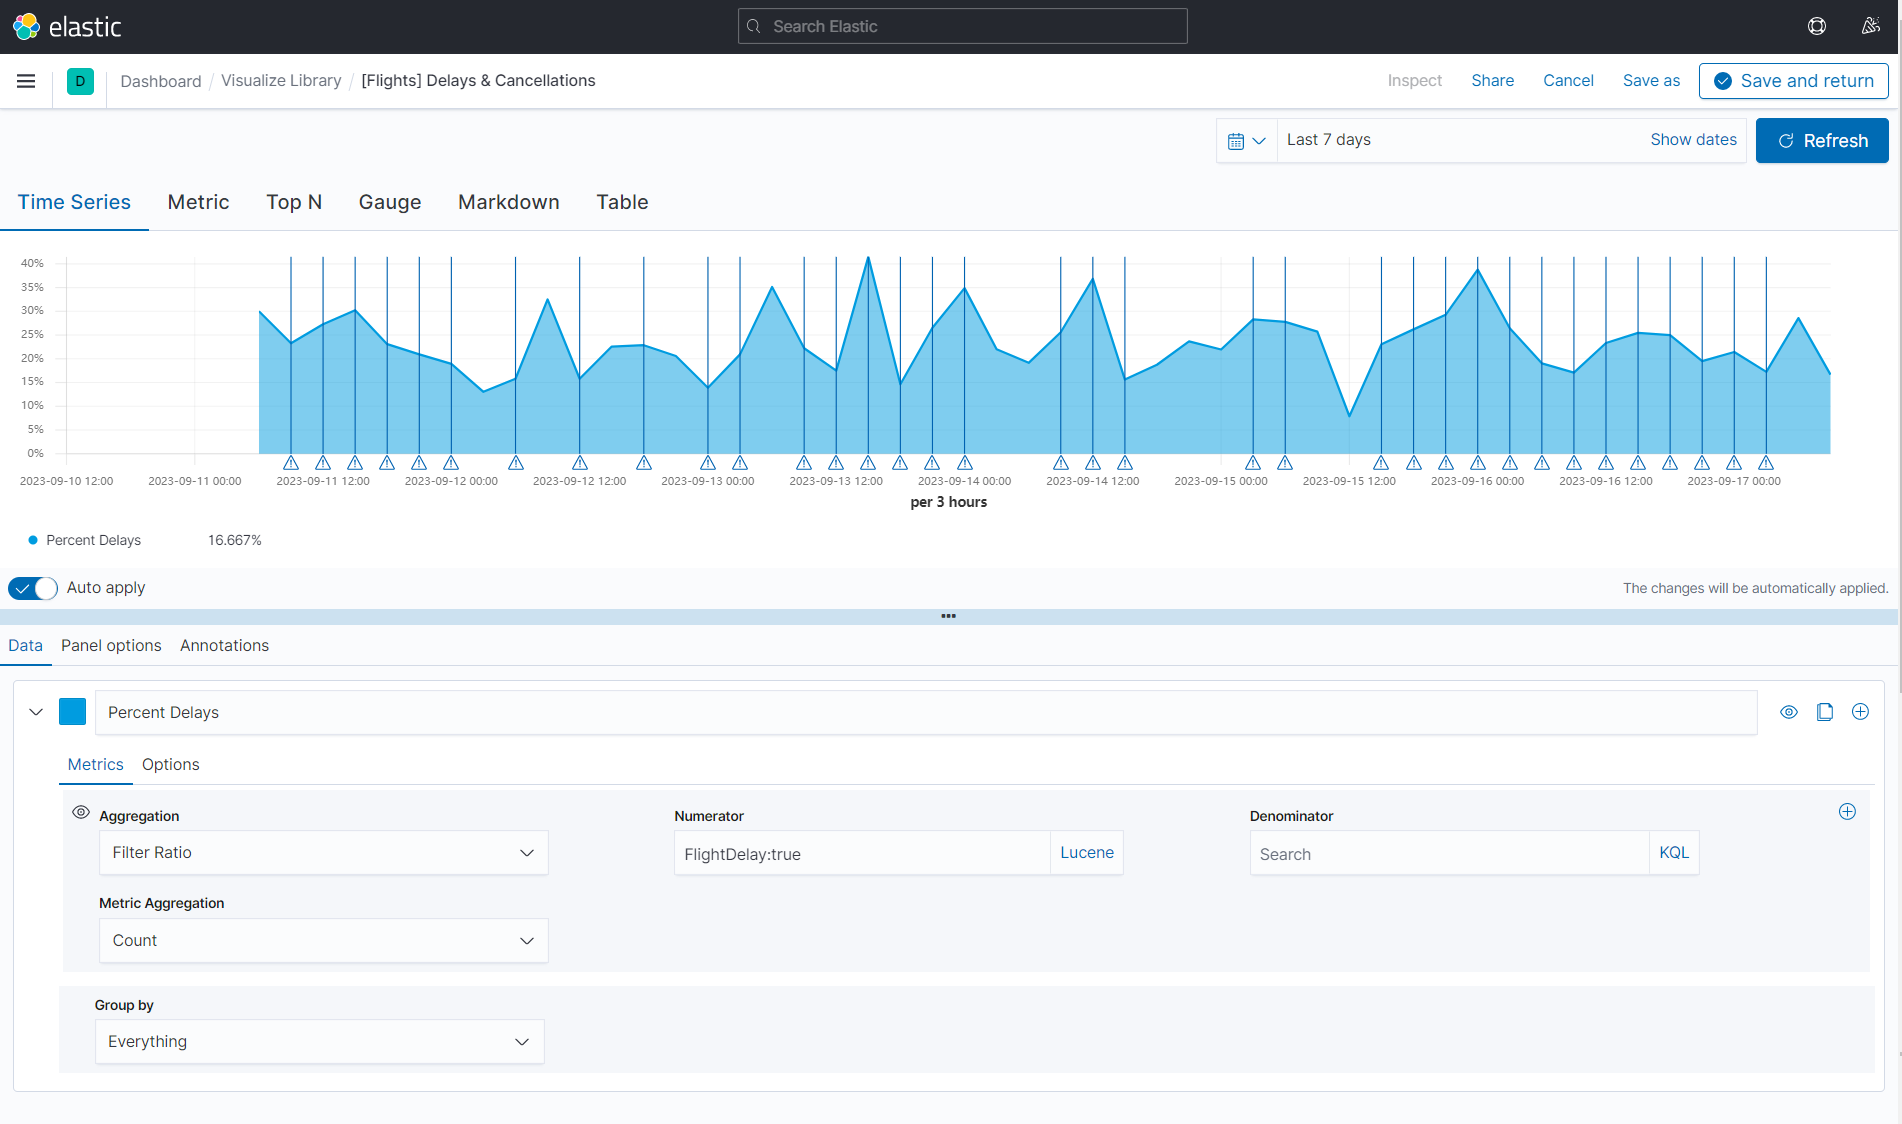 elastic
Search Elastic
D
Dashboard / Visualize Library / [Flights] Delays & Cancellations
Inspect Share Cancel Save as Save and return
Last 7 days Show dates Refresh
Time Series Metric Top N Gauge Markdown Table
40%
35%
30%
25%
20%
15%
10%
5%
0%
2023-09-10 12:00 2023-09-11 00:00 2023-09-11 12:00 2023-09-12 00:00 2023-09-12 12:00 2023-09-13 00:00 2023-09-13 12:00 2023-09-14 00:00 2023-09-14 12:00 2023-09-15 00:00 2023-09-15 12:00 2023-09-16 00:00 2023-09-16 12:00 2023-09-17 00:00
per 3 hours
Percent Delays 16.667%
Auto apply The changes will be automatically applied.
Data Panel options Annotations
Percent Delays
Metrics Options
Aggregation Numerator Denominator
Filter Ratio FlightDelay:true Lucene Search KQL
Metric Aggregation
Count
Group by
Everything